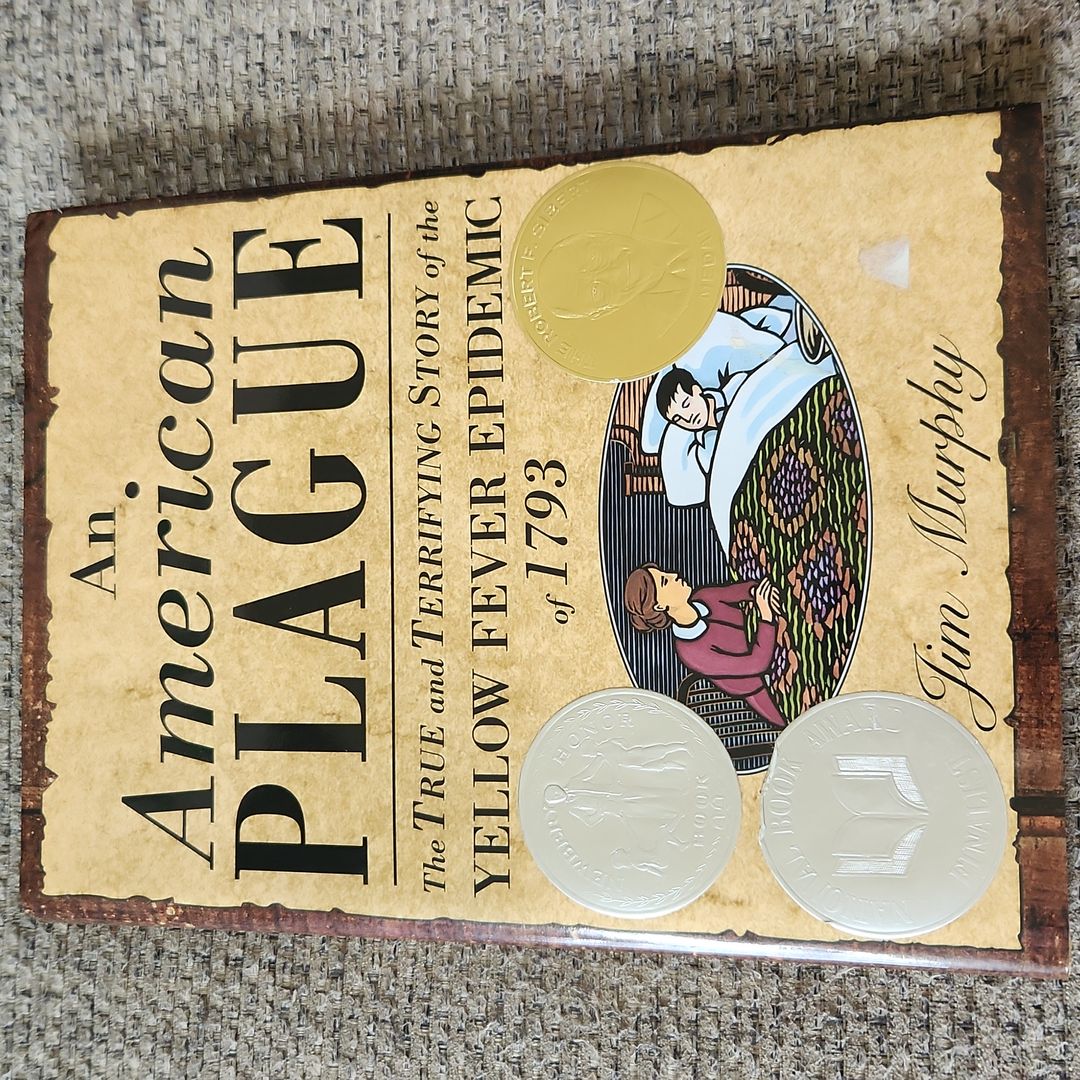 An
American
PLAGUE
The TRUE and TERRIFYING STORY of the
YELLOW FEVER EPIDEMIC
of 1793
THE ROBERT F. SIBERT MEDAL
THE NEWBERY HONOR BOOK
NATIONAL BOOK AWARD FINALIST
Jim Murphy